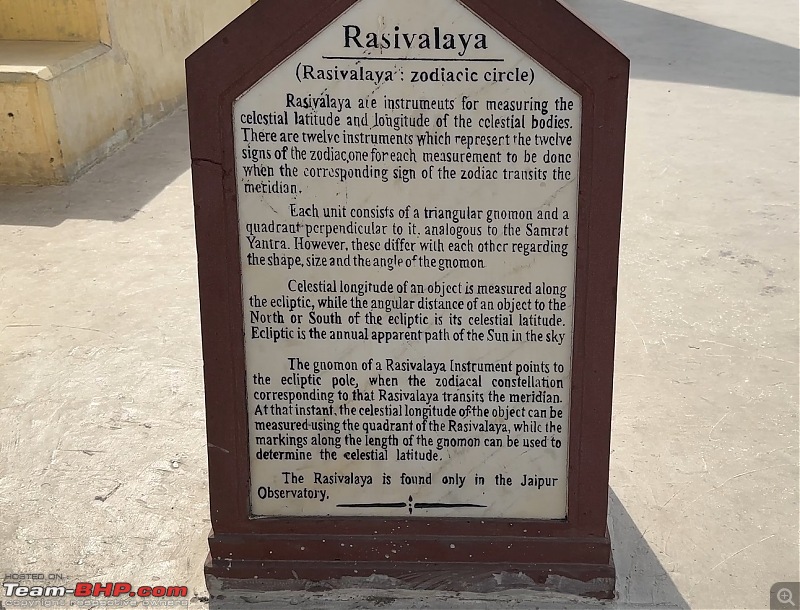 Rasivalaya
(Rasivalaya : zodiacic circle)
Rasivalaya are instruments for measuring the
celestial latitude and longitude of the celestial bodies.
There are twelve instruments which represent the twelve
signs of the zodiac,one for each measurement to be done
when the corresponding sign of the zodiac transits the
meridian.
Each unit consists of a triangular gnomon and a
quadrant perpendicular to it, analogous to the Samrat
Yantra. However, these differ with each other regarding
the shape, size and the angle of the gnomon
Celestial longitude of an object is measured along
the ecliptic, while the angular distance of an object to the
North or South of the ecliptic is its celestial latitude.
Ecliptic is the annual apparent path of the Sun in the sky
The gnomon of a Rasivalaya Instrument points to
the ecliptic pole, when the zodiacal constellation
corresponding to that Rasivalaya transits the meridian.
At that instant, the celestial longitude of the object can be
measured using the quadrant of the Rasivalaya, while the
markings along the length of the gnomon can be used to
determine the celestial latitude.
The Rasivalaya is found only in the Jaipur
Observatory.
HOSTED ON
Team-BHP.com
copyright respective owners